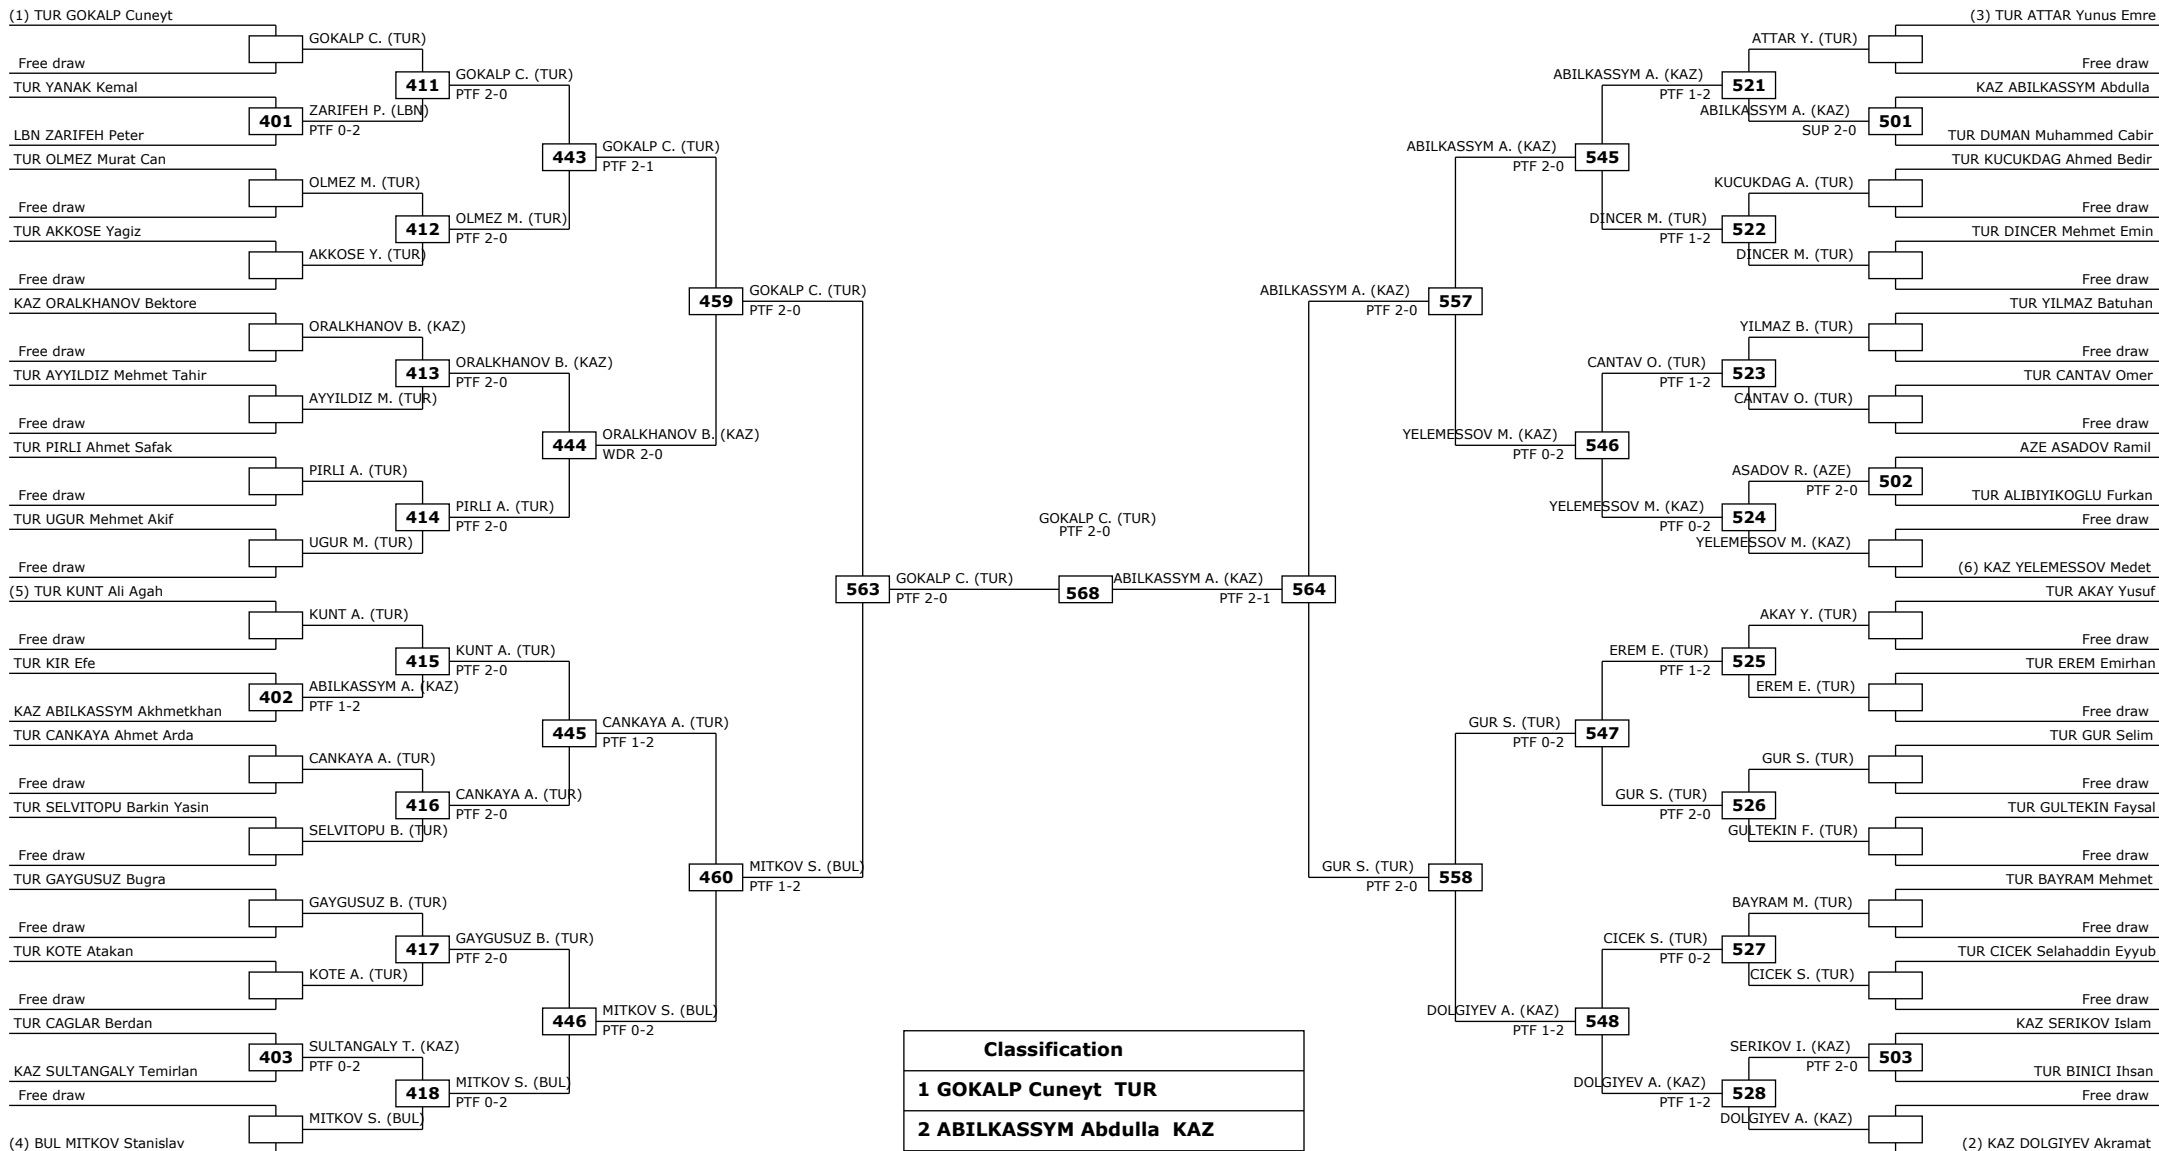 (1) TUR GOKALP Cuneyt
Free draw
TUR YANAK Kemal
LBN ZARIFEH Peter
TUR OLMEZ Murat Can
Free draw
TUR AKKOSE Yagiz
Free draw
KAZ ORALKHANOV Bektore
Free draw
TUR AYYILDIZ Mehmet Tahir
Free draw
TUR PIRLI Ahmet Safak
Free draw
TUR UGUR Mehmet Akif
Free draw
(5) TUR KUNT Ali Agah
Free draw
TUR KIR Efe
KAZ ABILKASSYM Akhmetkhan
TUR CANKAYA Ahmet Arda
Free draw
TUR SELVITOPU Barkin Yasin
Free draw
TUR GAYGUSUZ Bugra
Free draw
TUR KOTE Atakan
Free draw
TUR CAGLAR Berdan
KAZ SULTANGALY Temirlan
Free draw
(4) BUL MITKOV Stanislav
401
402
403
GOKALP C. (TUR)
ZARIFEH P. (LBN)
PTF 0-2
OLMEZ M. (TUR)
AKKOSE Y. (TUR)
ORALKHANOV B. (KAZ)
AYYILDIZ M. (TUR)
PIRLI A. (TUR)
UGUR M. (TUR)
KUNT A. (TUR)
ABILKASSYM A. (KAZ)
PTF 1-2
CANKAYA A. (TUR)
SELVITOPU B. (TUR)
GAYGUSUZ B. (TUR)
KOTE A. (TUR)
SULTANGALY T. (KAZ)
PTF 0-2
MITKOV S. (BUL)
411
412
413
414
415
416
417
418
GOKALP C. (TUR)
PTF 2-0
OLMEZ M. (TUR)
PTF 2-0
ORALKHANOV B. (KAZ)
PTF 2-0
PIRLI A. (TUR)
PTF 2-0
KUNT A. (TUR)
PTF 2-0
CANKAYA A. (TUR)
PTF 2-0
GAYGUSUZ B. (TUR)
PTF 2-0
MITKOV S. (BUL)
PTF 0-2
443
444
445
446
GOKALP C. (TUR)
PTF 2-1
ORALKHANOV B. (KAZ)
WDR 2-0
CANKAYA A. (TUR)
PTF 1-2
MITKOV S. (BUL)
PTF 0-2
459
460
GOKALP C. (TUR)
PTF 2-0
MITKOV S. (BUL)
PTF 1-2
563
GOKALP C. (TUR)
PTF 2-0
GOKALP C. (TUR)
PTF 2-0
568
ABILKASSYM A. (KAZ)
PTF 2-1
564
ABILKASSYM A. (KAZ)
PTF 2-0
GUR S. (TUR)
PTF 2-0
557
558
ABILKASSYM A. (KAZ)
PTF 2-0
YELEMESSOV M. (KAZ)
PTF 0-2
GUR S. (TUR)
PTF 0-2
DOLGIYEV A. (KAZ)
PTF 1-2
545
546
547
548
ABILKASSYM A. (KAZ)
PTF 1-2
DINCER M. (TUR)
PTF 1-2
CANTAV O. (TUR)
PTF 1-2
YELEMESSOV M. (KAZ)
PTF 0-2
EREM E. (TUR)
PTF 1-2
GUR S. (TUR)
PTF 2-0
CICEK S. (TUR)
PTF 0-2
DOLGIYEV A. (KAZ)
PTF 1-2
521
522
523
524
525
526
527
528
ATTAR Y. (TUR)
ABILKASSYM A. (KAZ)
SUP 2-0
KUCUKDAG A. (TUR)
DINCER M. (TUR)
YILMAZ B. (TUR)
CANTAV O. (TUR)
ASADOV R. (AZE)
PTF 2-0
YELEMESSOV M. (KAZ)
AKAY Y. (TUR)
EREM E. (TUR)
GUR S. (TUR)
GULTEKIN F. (TUR)
BAYRAM M. (TUR)
CICEK S. (TUR)
SERIKOV I. (KAZ)
PTF 2-0
DOLGIYEV A. (KAZ)
501
502
503
(3) TUR ATTAR Yunus Emre
Free draw
KAZ ABILKASSYM Abdulla
TUR DUMAN Muhammed Cabir
TUR KUCUKDAG Ahmed Bedir
Free draw
TUR DINCER Mehmet Emin
Free draw
TUR YILMAZ Batuhan
Free draw
TUR CANTAV Omer
Free draw
AZE ASADOV Ramil
TUR ALIBIYIKOGLU Furkan
Free draw
(6) KAZ YELEMESSOV Medet
TUR AKAY Yusuf
Free draw
TUR EREM Emirhan
Free draw
TUR GUR Selim
Free draw
TUR GULTEKIN Faysal
Free draw
TUR BAYRAM Mehmet
Free draw
TUR CICEK Selahaddin Eyyub
Free draw
KAZ SERIKOV Islam
TUR BINICI Ihsan
Free draw
(2) KAZ DOLGIYEV Akramat
Classification
1 GOKALP Cuneyt TUR
2 ABILKASSYM Abdulla KAZ